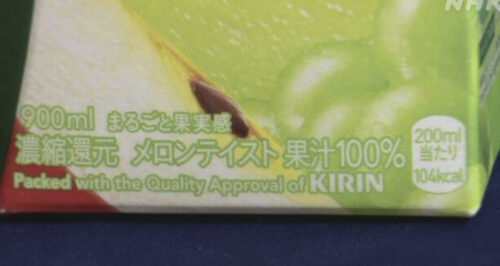 NHK
900ml まるごと果実感
濃縮還元 メロンテイスト 果汁100%
Packed with the Quality Approval of KIRIN
200ml
当たり
104kcal